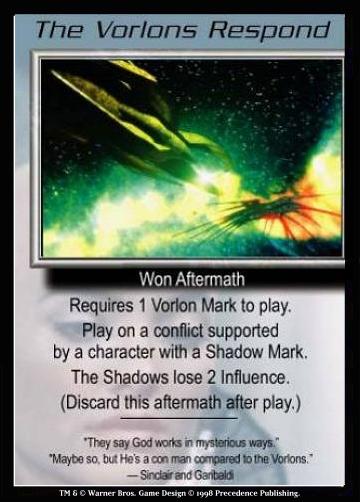 The Vorlons Respond
Won Aftermath
Requires 1 Vorlon Mark to play.
Play on a conflict supported
by a character with a Shadow Mark.
The Shadows lose 2 Influence.
(Discard this aftermath after play.)
"They say God works in mysterious ways."
"Maybe so, but He's a con man compared to the Vorlons."
— Sinclair and Garibaldi
TM & © Warner Bros. Game Design © 1998 Precedence Publishing.